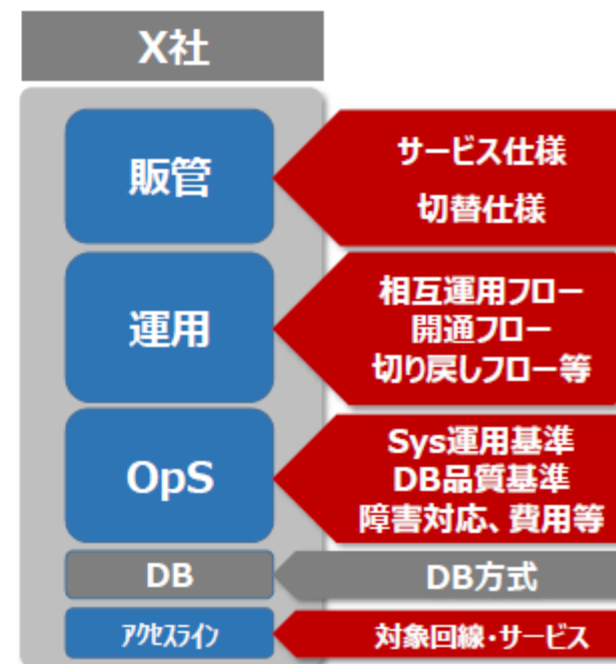 X社
販管
サービス仕様
切替仕様
運用
相互運用フロー
開通フロー
切り戻しフロー等
OpS
Sys運用基準
DB品質基準
障害対応、費用等
DB
DB方式
ｱｸｾｽﾗｲﾝ
対象回線・サービス